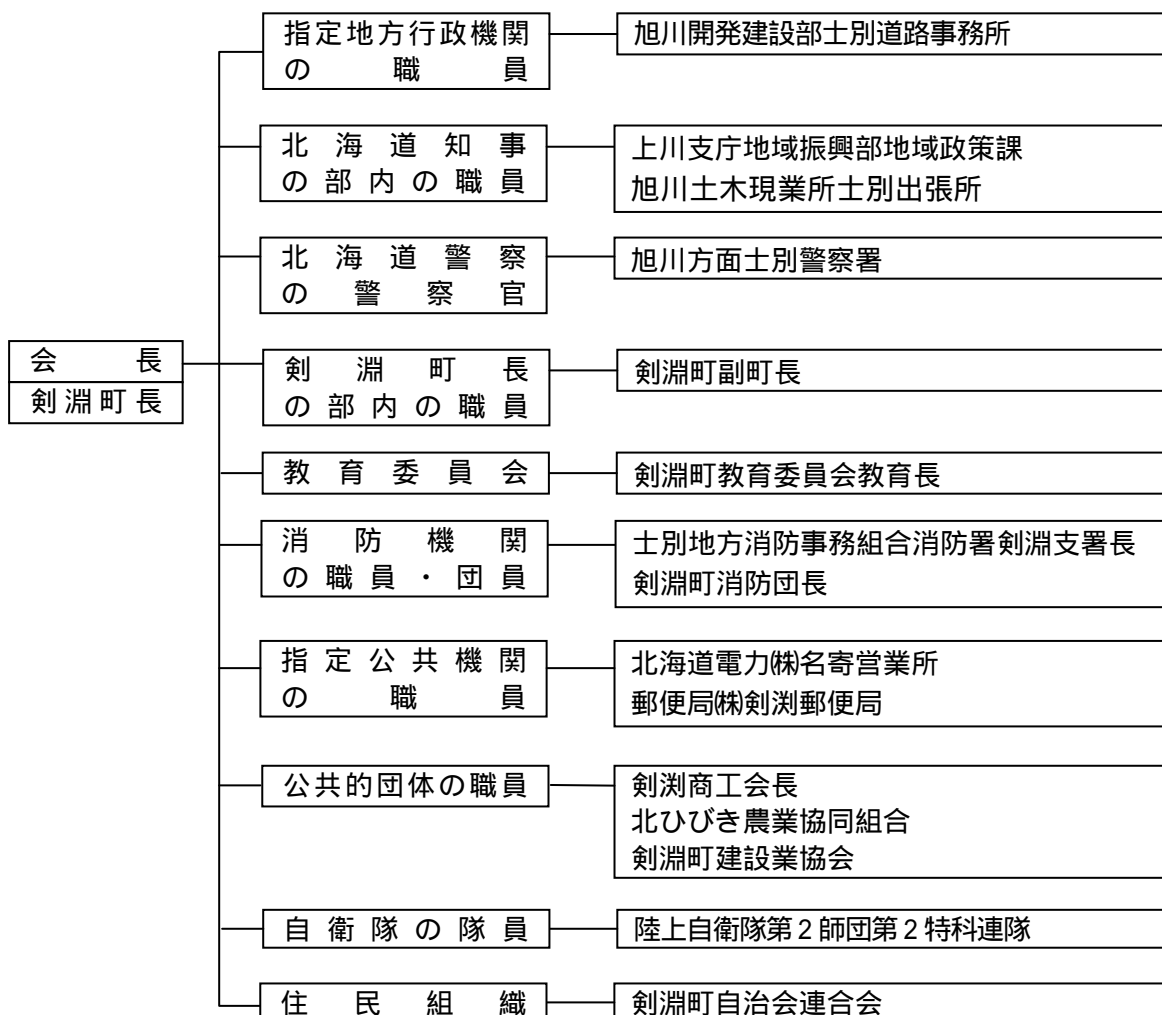 会長
剣淵町長
指定地方行政機関
の職員
旭川開発建設部士別道路事務所
北海道知事
の部内の職員
上川支庁地域振興部地域政策課
旭川土木現業所士別出張所
北海道警察
の警察官
旭川方面士別警察署
剣淵町長
の部内の職員
剣淵町副町長
教育委員会
剣淵町教育委員会教育長
消防機関
の職員・団員
士別地方消防事務組合消防署剣淵支署長
剣淵町消防団長
指定公共機関
の職員
北海道電力㈱名寄営業所
郵便局㈱剣渕郵便局
公共的団体の職員
剣渕商工会長
北ひびき農業協同組合
剣淵町建設業協会
自衛隊の隊員
陸上自衛隊第2師団第2特科連隊
住民組織
剣淵町自治会連合会